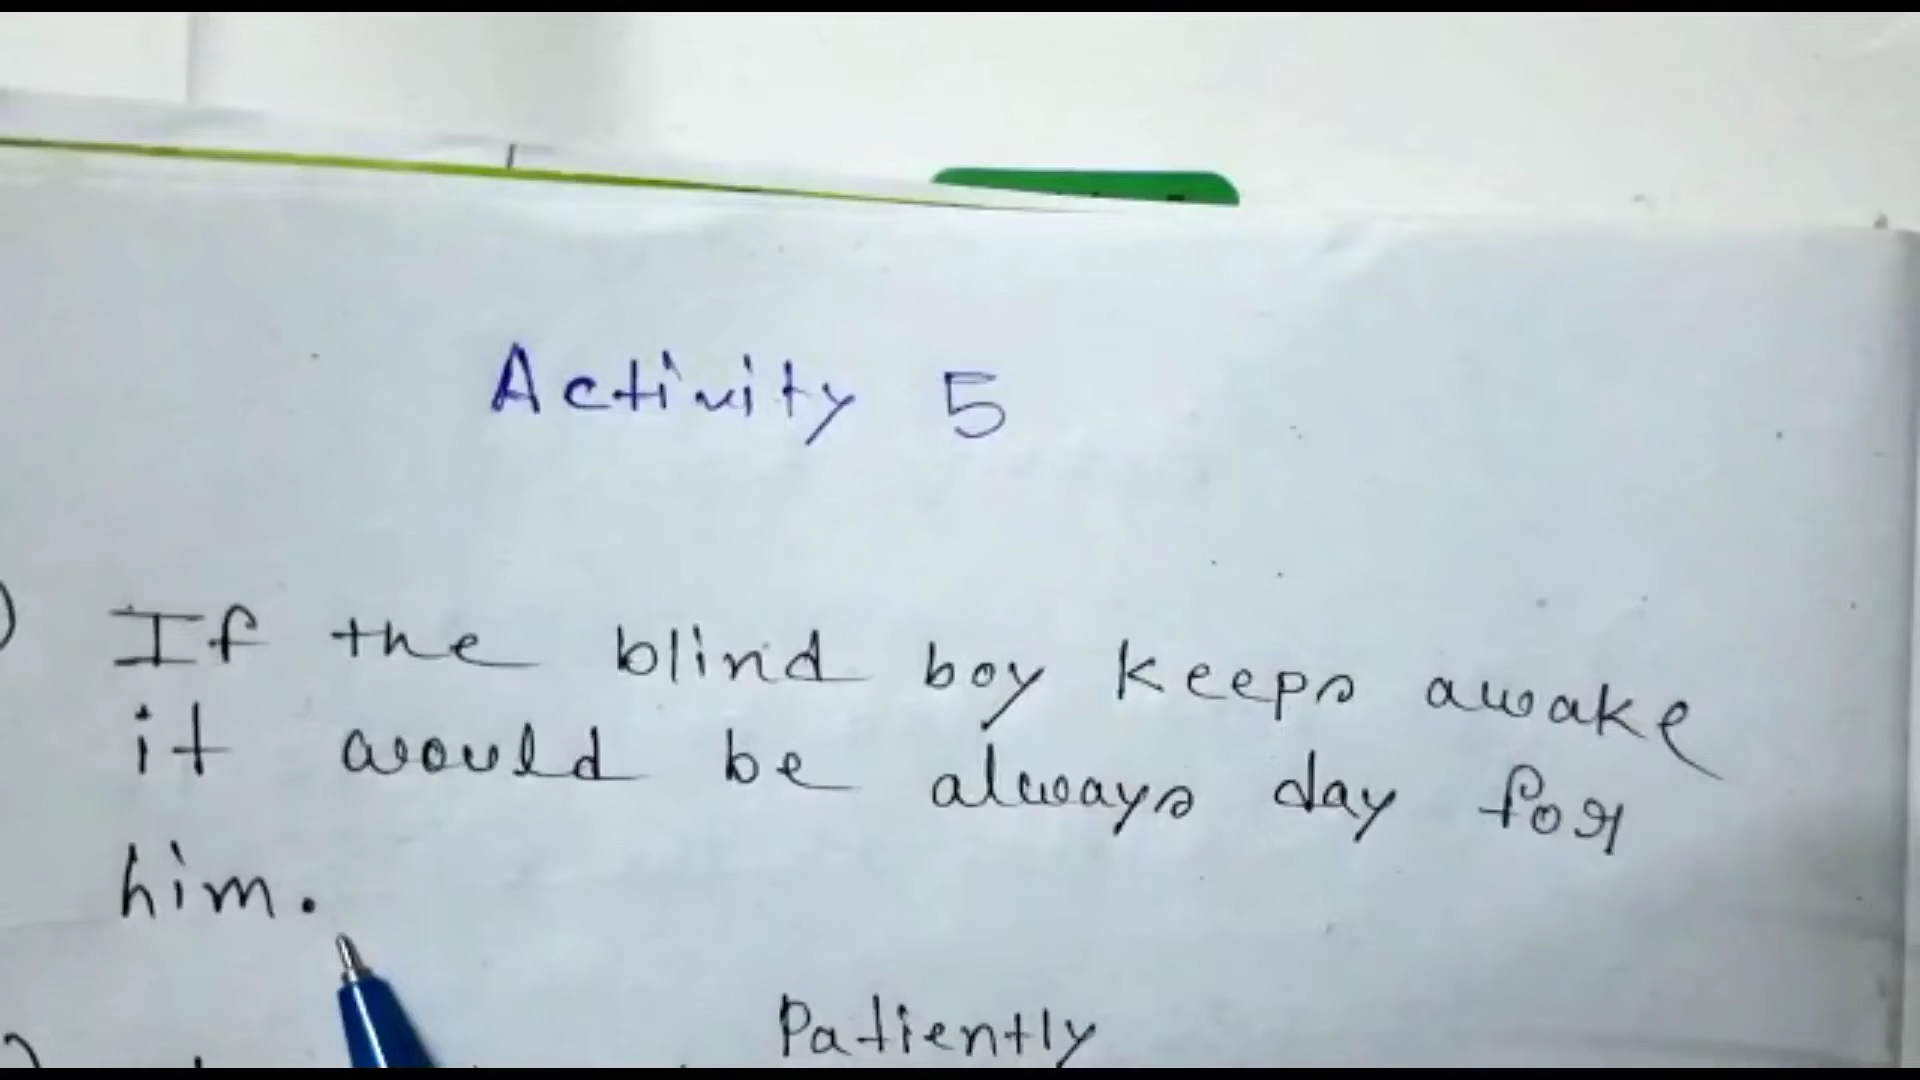 Activity 5
) If the blind boy keeps awake
it would be always day for
him.
Patiently